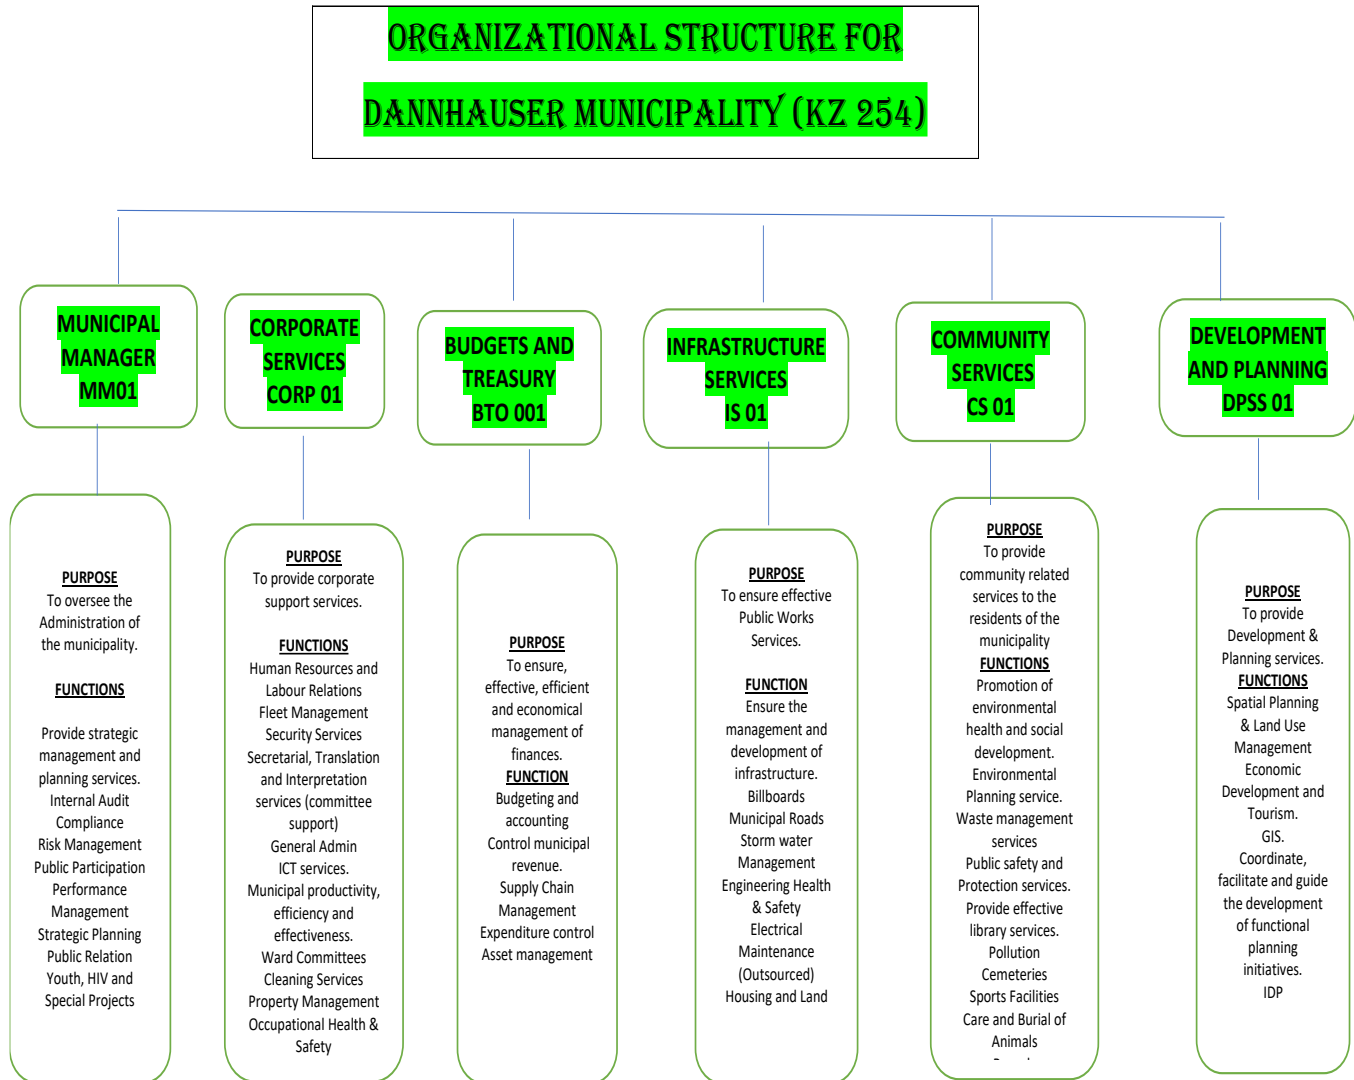 ORGANIZATIONAL STRUCTURE FOR
DANNHAUSER MUNICIPALITY (KZ 254)
MUNICIPAL
MANAGER
MM01
CORPORATE
SERVICES
CORP 01
BUDGETS AND
TREASURY
BTO 001
INFRASTRUCTURE
SERVICES
IS 01
COMMUNITY
SERVICES
CS 01
DEVELOPMENT
AND PLANNING
DPSS 01
PURPOSE
To oversee the
Administration of
the municipality.
FUNCTIONS
Provide strategic
management and
planning services.
Internal Audit
Compliance
Risk Management
Public Participation
Performance
Management
Strategic Planning
Public Relation
Youth, HIV and
Special Projects
PURPOSE
To provide corporate
support services.
FUNCTIONS
Human Resources and
Labour Relations
Fleet Management
Security Services
Secretarial, Translation
and Interpretation
services (committee
support)
General Admin
ICT services.
Municipal productivity,
efficiency and
effectiveness.
Ward Committees
Cleaning Services
Property Management
Occupational Health &
Safety
PURPOSE
To ensure,
effective, efficient
and economical
management of
finances.
FUNCTION
Budgeting and
accounting
Control municipal
revenue.
Supply Chain
Management
Expenditure control
Asset management
PURPOSE
To ensure effective
Public Works
Services.
FUNCTION
Ensure the
management and
development of
infrastructure.
Billboards
Municipal Roads
Storm water
Management
Engineering Health
& Safety
Electrical
Maintenance
(Outsourced)
Housing and Land
PURPOSE
To provide
community related
services to the
residents of the
municipality
FUNCTIONS
Promotion of
environmental
health and social
development.
Environmental
Planning service.
Waste management
services
Public safety and
Protection services.
Provide effective
library services.
Pollution
Cemeteries
Sports Facilities
Care and Burial of
Animals
PURPOSE
To provide
Development &
Planning services.
FUNCTIONS
Spatial Planning
& Land Use
Management
Economic
Development and
Tourism.
GIS.
Coordinate,
facilitate and guide
the development
of functional
planning
initiatives.
IDP